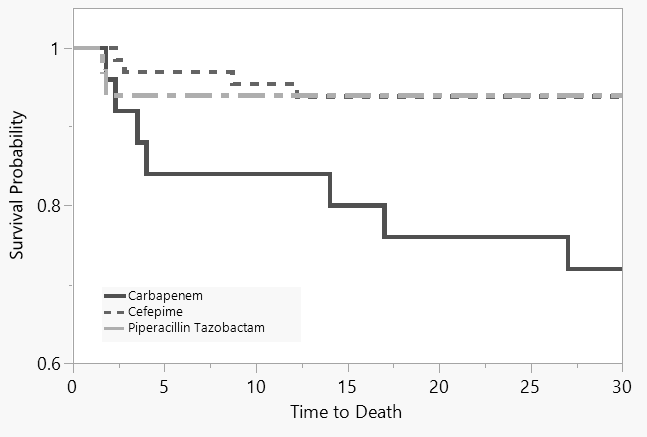 Survival Probability
1
0.8
0.6
Carbapenem
Cefepime
Piperacillin Tazobactam
0 5 10 15 20 25 30
Time to Death